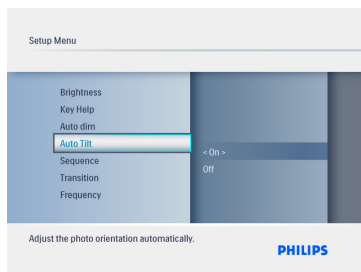 Setup Menu
Brightness
Key Help
Auto dim
Auto Tilt
Sequence
Transition
Frequency
< On >
Off
Adjust the photo orientation automatically.
PHILIPS